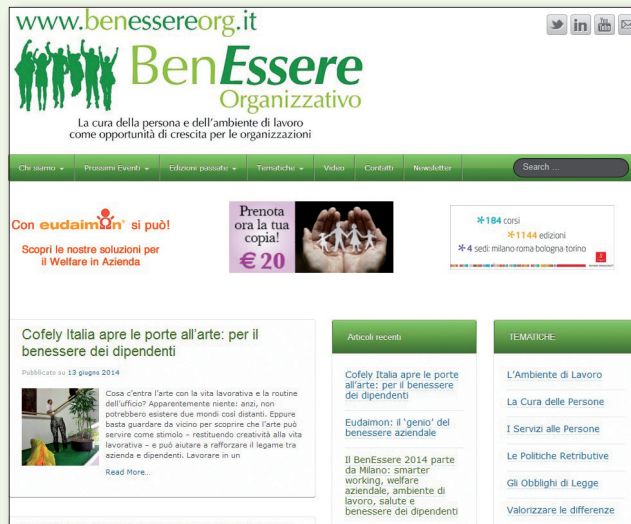 www.benessereorg.it
BenEssere
Organizzativo
La cura della persona e dell'ambiente di lavoro
come opportunità di crescita per le organizzazioni
Chi siamo
Prossimi Eventi
Edizioni passate
Tematiche
Video
Contatti
Newsletter
Search ...
Con eudaimon si può!
Scopri le nostre soluzioni per
il Welfare in Azienda
Prenota
ora la tua
copia!
€ 20
184 corsi
1144 edizioni
4 sedi: milano roma bologna torino
Cofely Italia apre le porte all'arte: per il
benessere dei dipendenti
Pubblicato su 13 giugno 2014
Cosa c'entra l'arte con la vita lavorativa e la routine
dell'ufficio? Apparentemente niente: anzi, non
potrebbero esistere due mondi così distanti. Eppure
basta guardare da vicino per scoprire che l'arte può
servire come stimolo – restituendo creatività alla vita
lavorativa – e può aiutare a rafforzare il legame tra
azienda e dipendenti. Lavorare in un
Read More...
Articoli recenti
Cofely Italia apre le porte
all'arte: per il benessere
dei dipendenti
Eudaimon: il 'genio' del
benessere aziendale
Il BenEssere 2014 parte
da Milano: smarter
working, welfare
aziendale, ambiente di
lavoro, salute e
benessere dei dipendenti
TEMATICHE
L'Ambiente di Lavoro
La Cura delle Persone
I Servizi alle Persone
Le Politiche Retributive
Gli Obblighi di Legge
Valorizzare le differenze